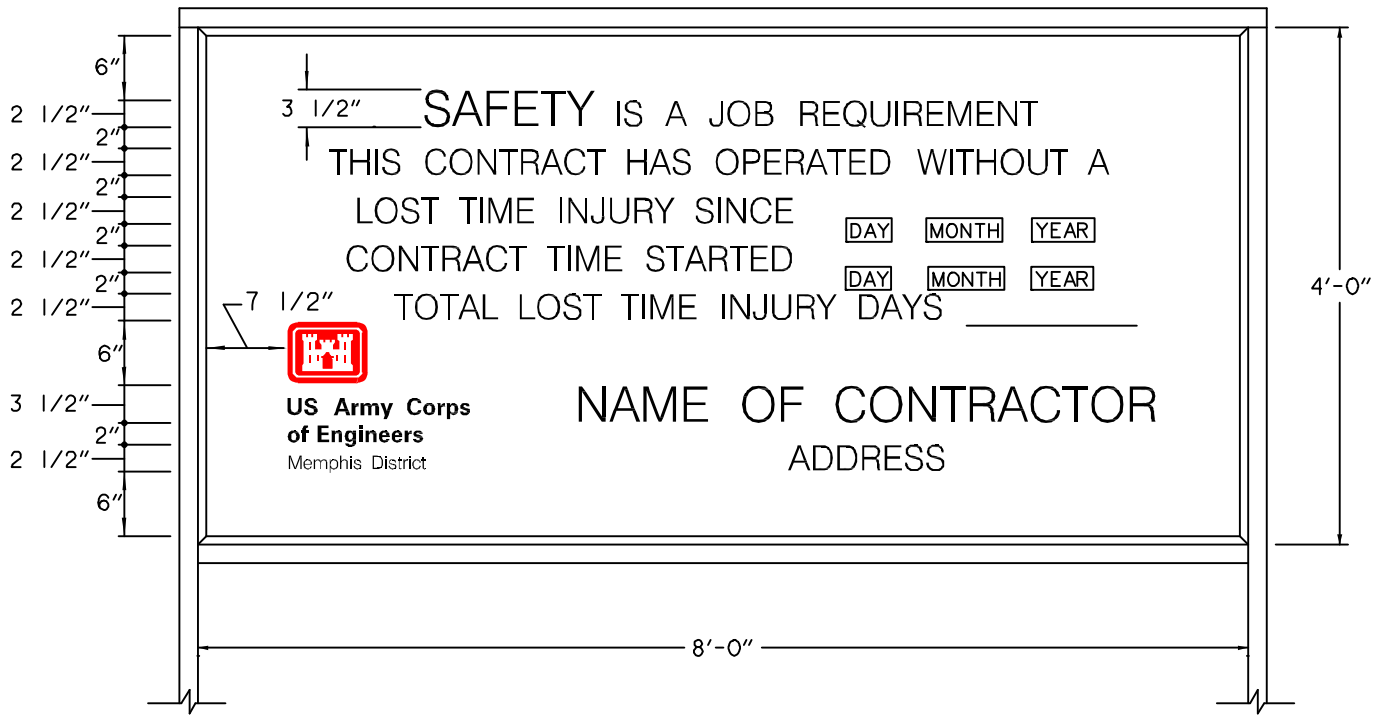 6"
2 1/2"
2"
2 1/2"
2"
2 1/2"
2"
2 1/2"
2"
2 1/2"
6"
3 1/2"
2"
2 1/2"
6"
3 1/2"
SAFETY IS A JOB REQUIREMENT
THIS CONTRACT HAS OPERATED WITHOUT A
LOST TIME INJURY SINCE DAY MONTH YEAR
CONTRACT TIME STARTED DAY MONTH YEAR
7 1/2" TOTAL LOST TIME INJURY DAYS
US Army Corps
of Engineers
Memphis District
NAME OF CONTRACTOR
ADDRESS
4'-0"
8'-0"